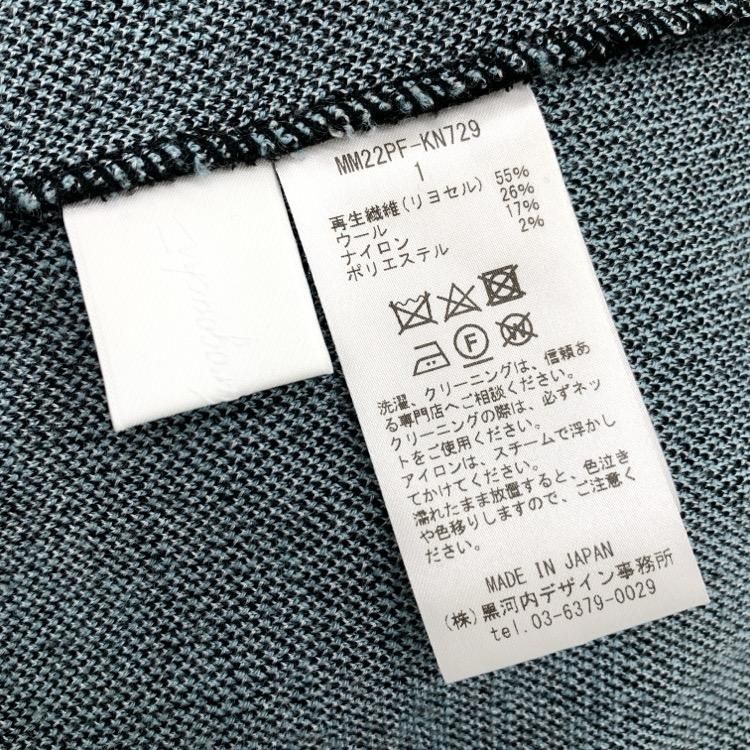 MM22PF-KN729
1
再生繊維(リヨセル) 55%
ウール 26%
ナイロン 17%
ポリエステル 2%
F
W
洗濯、クリーニングは、信頼あ
る専門店へご相談ください。
クリーニングの際は、必ずネッ
トをご使用ください。
アイロンは、スチームで浮かし
てかけてください。
濡れたまま放置すると、色泣き
や色移りしますので、ご注意く
ださい。
MADE IN JAPAN
(株)黒河内デザイン事務所
tel.03-6379-0029